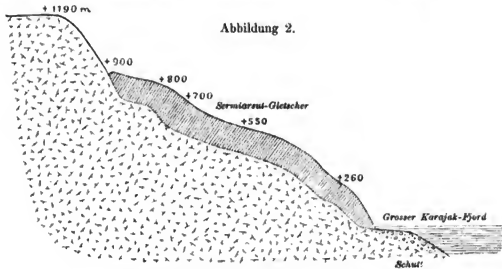 +1190 m.
Abbildung 2.
+900
+800
+700
Sermiarsut-Gletscher
+550
+260
Grosser Karajak-Fjord
Schutt